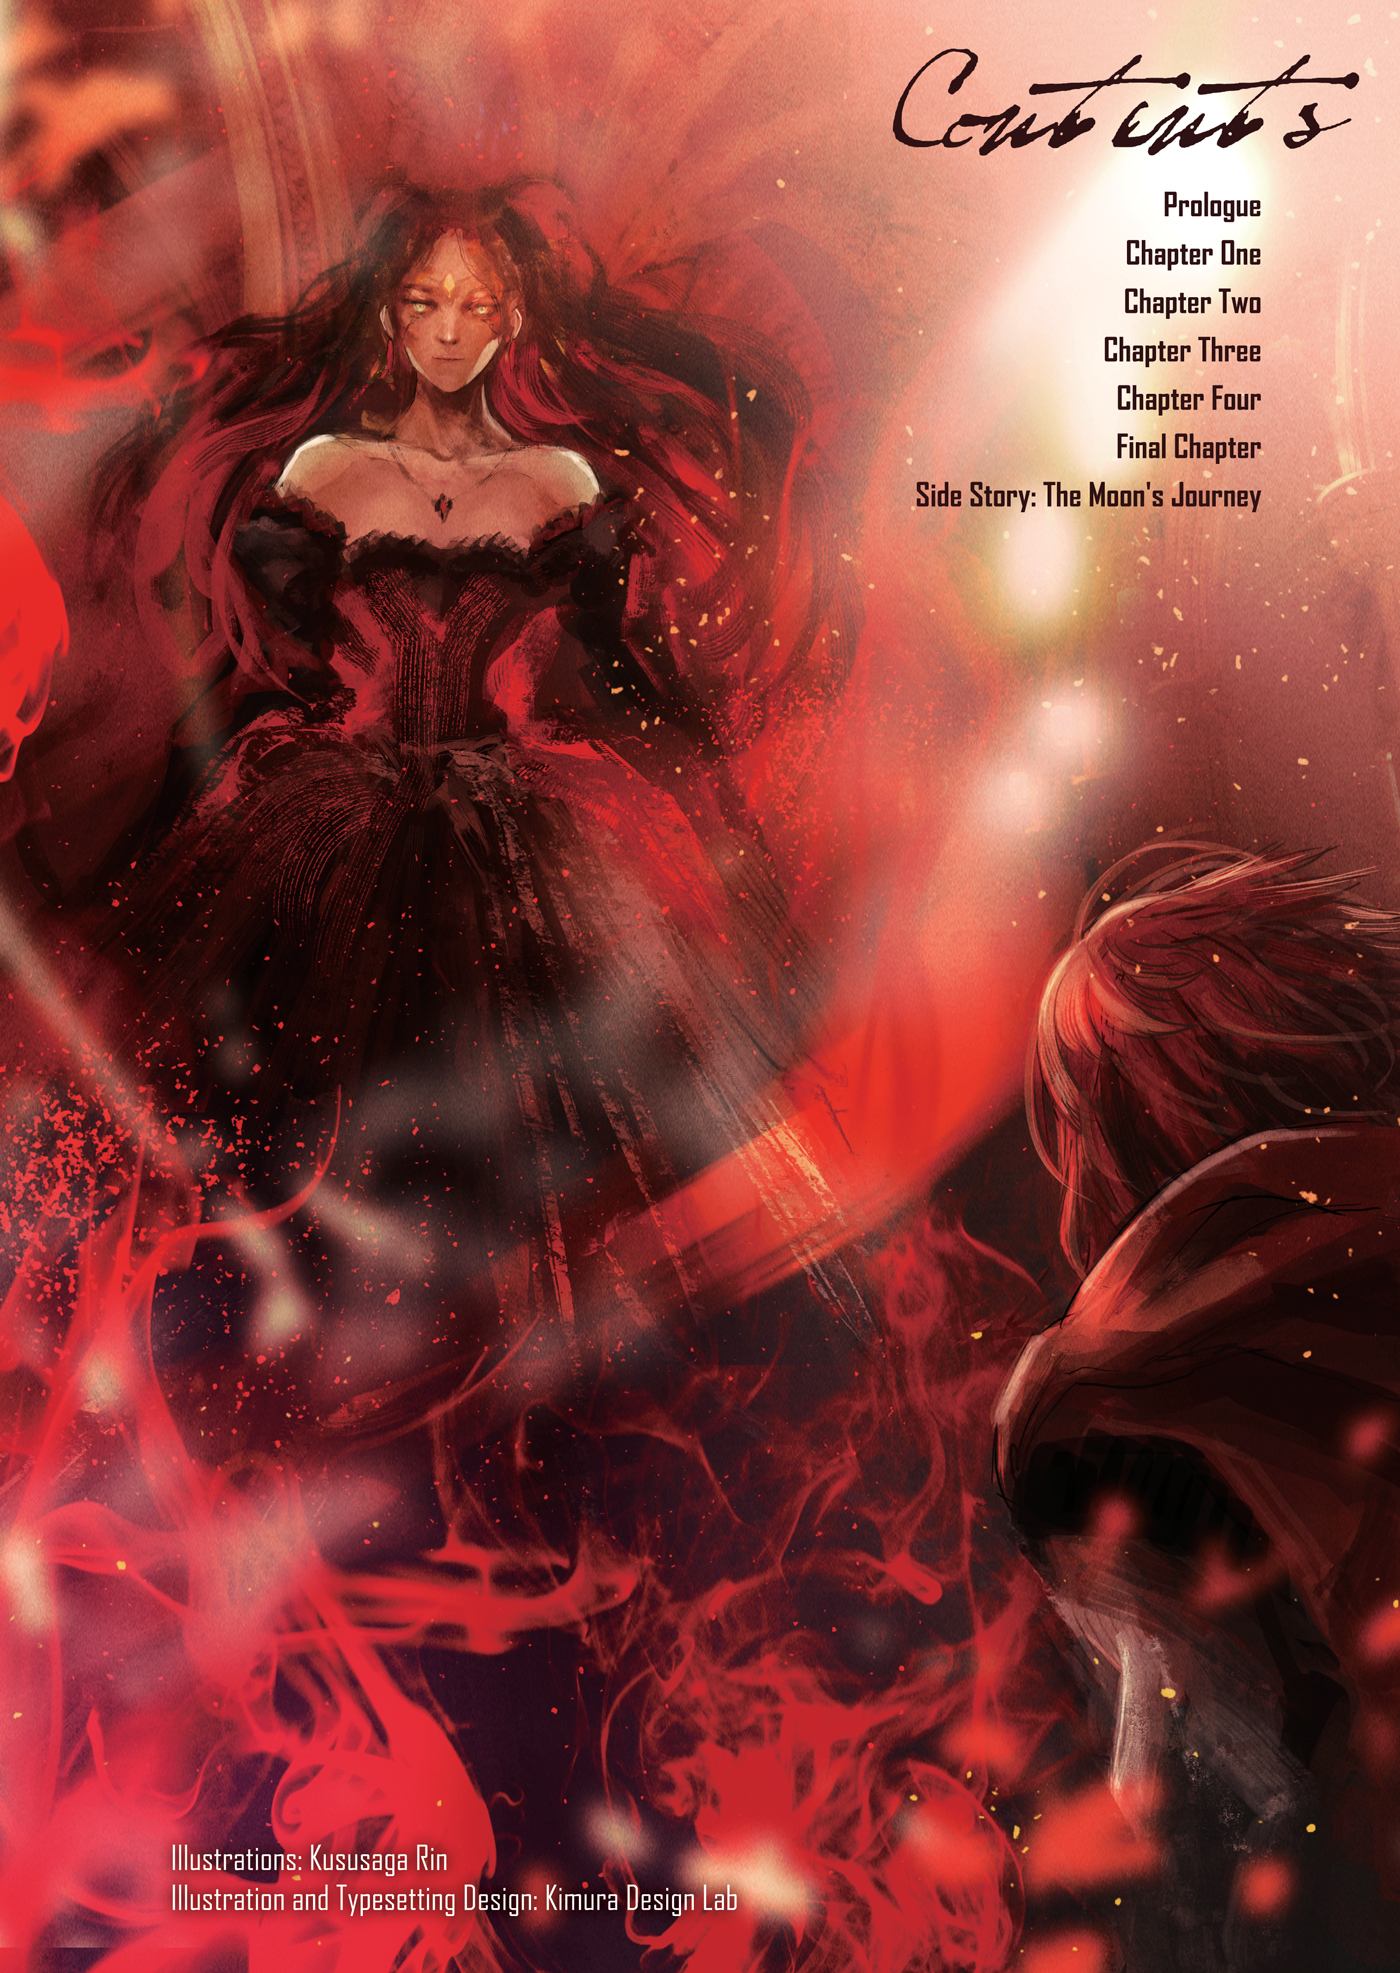 Contents
Prologue
Chapter One
Chapter Two
Chapter Three
Chapter Four
Final Chapter
Side Story: The Moon's Journey
Illustrations: Kususaga Rin
Illustration and Typesetting Design: Kimura Design Lab